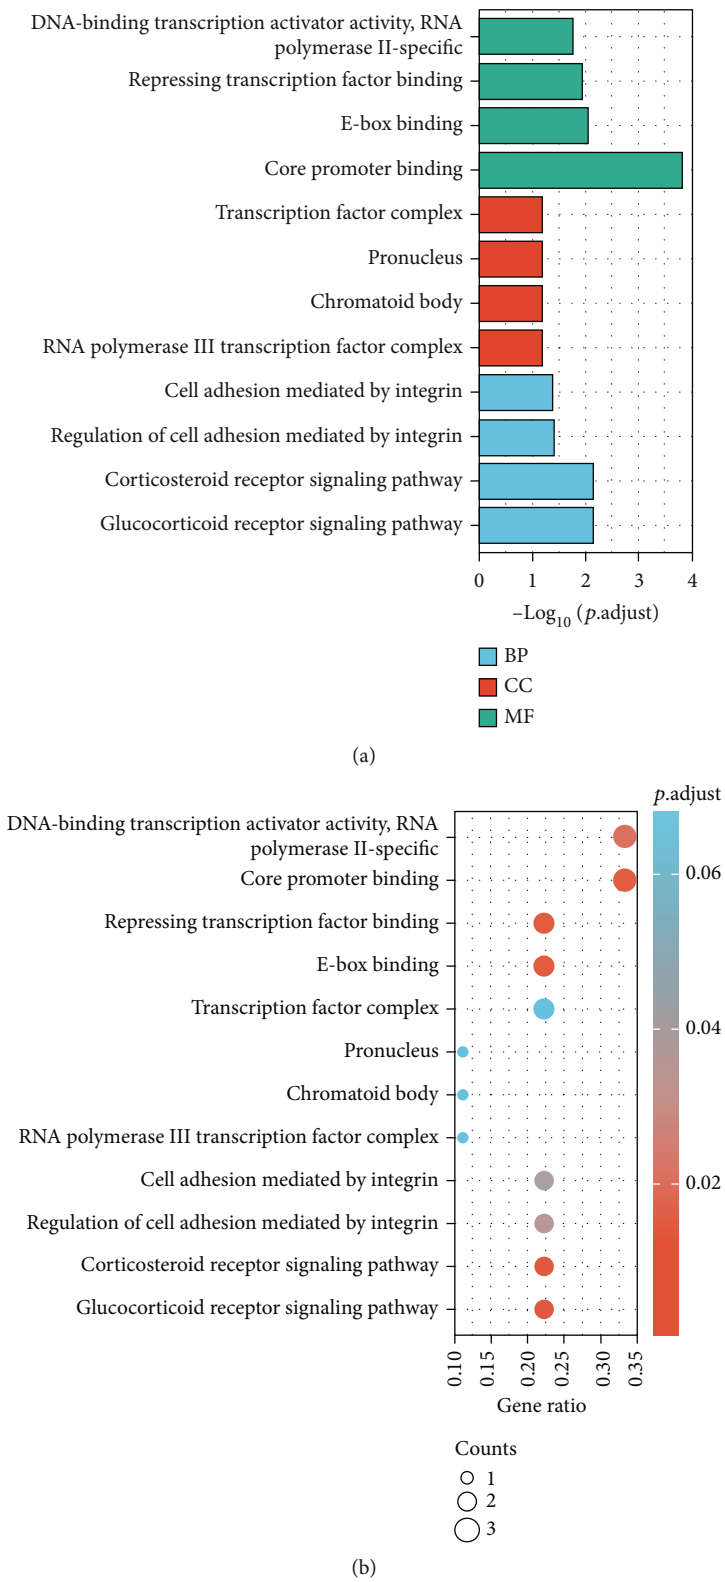 DNA-binding transcription activator activity, RNA
polymerase II-specific
Repressing transcription factor binding
E-box binding
Core promoter binding
Transcription factor complex
Pronucleus
Chromatoid body
RNA polymerase III transcription factor complex
Cell adhesion mediated by integrin
Regulation of cell adhesion mediated by integrin
Corticosteroid receptor signaling pathway
Glucocorticoid receptor signaling pathway
0 1 2 3 4
–Log10 (p.adjust)
BP
CC
MF
(a)
p.adjust
DNA-binding transcription activator activity, RNA
polymerase II-specific
Core promoter binding
Repressing transcription factor binding
E-box binding
Transcription factor complex
Pronucleus
Chromatoid body
RNA polymerase III transcription factor complex
Cell adhesion mediated by integrin
Regulation of cell adhesion mediated by integrin
Corticosteroid receptor signaling pathway
Glucocorticoid receptor signaling pathway
0.06
0.04
0.02
0.10 0.15 0.20 0.25 0.30 0.35
Gene ratio
Counts
1
2
3
(b)